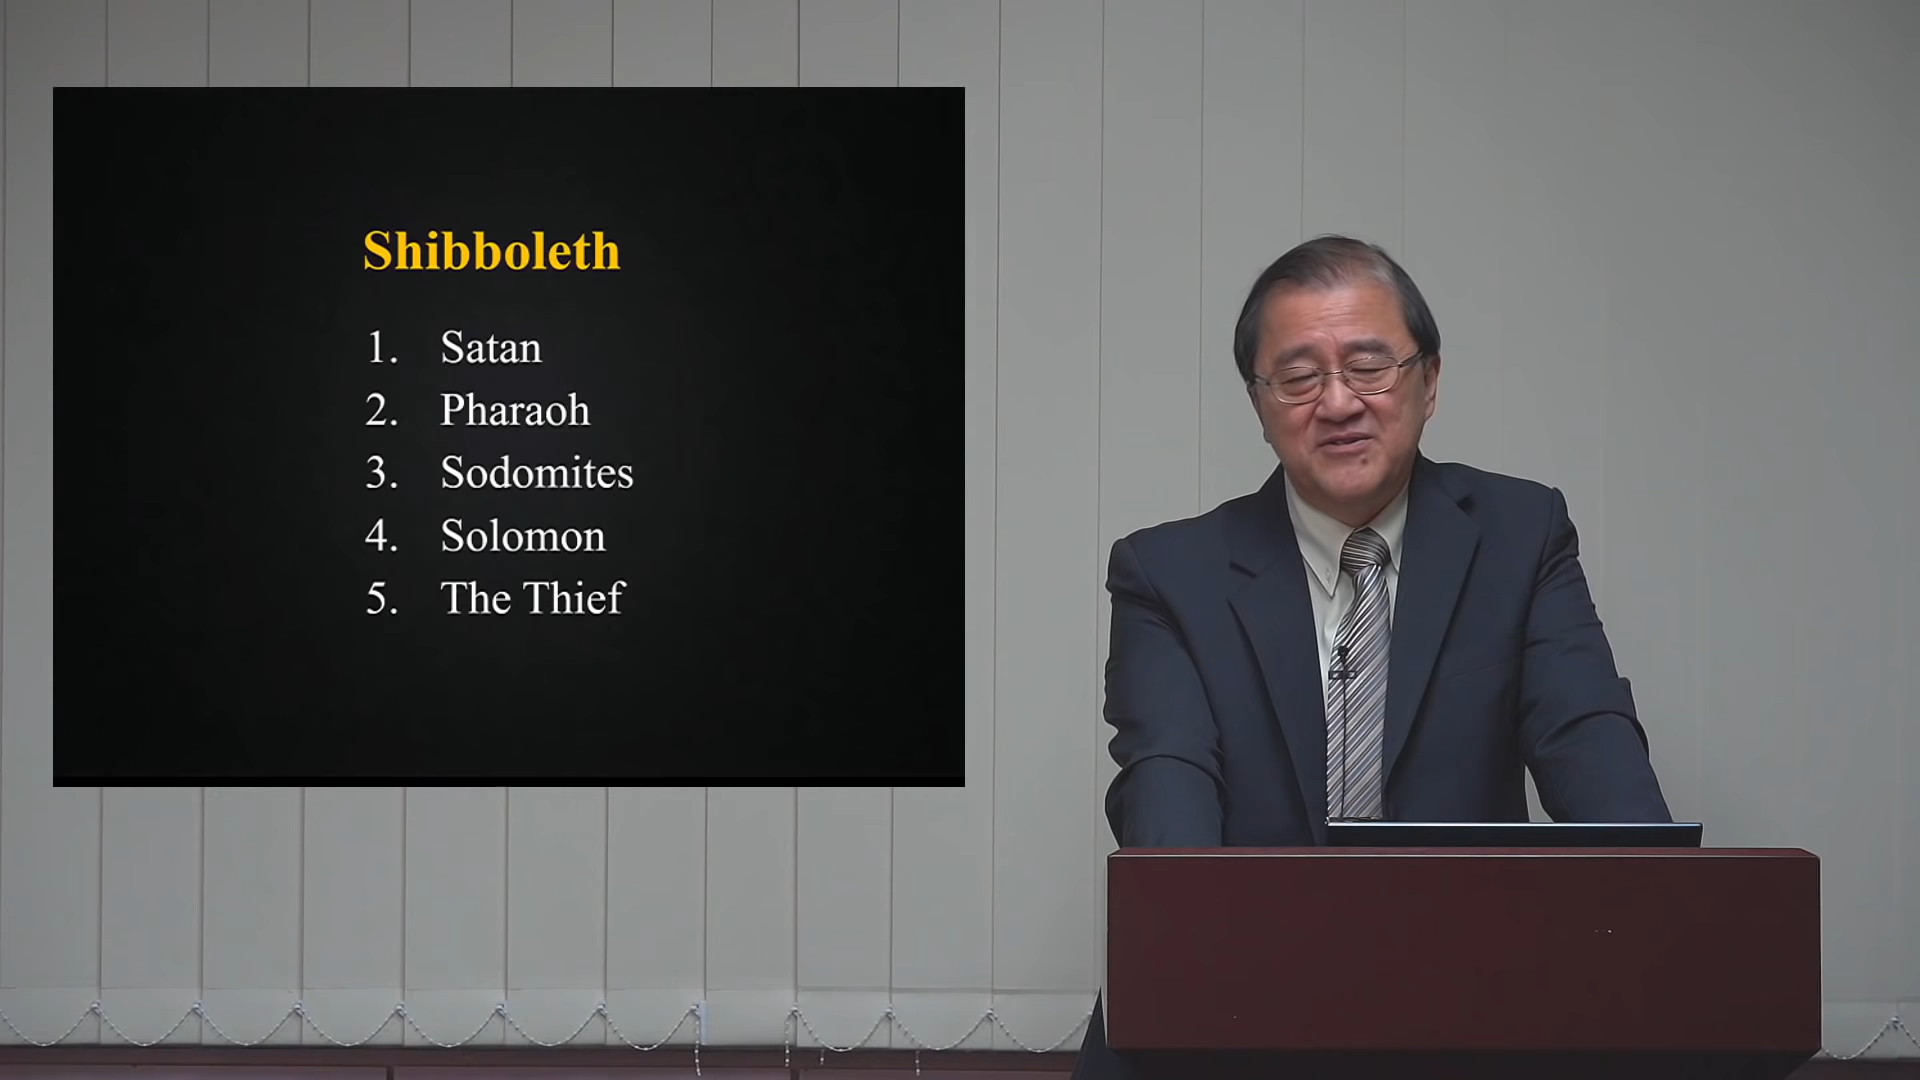 Shibboleth
1. Satan
2. Pharaoh
3. Sodomites
4. Solomon
5. The Thief